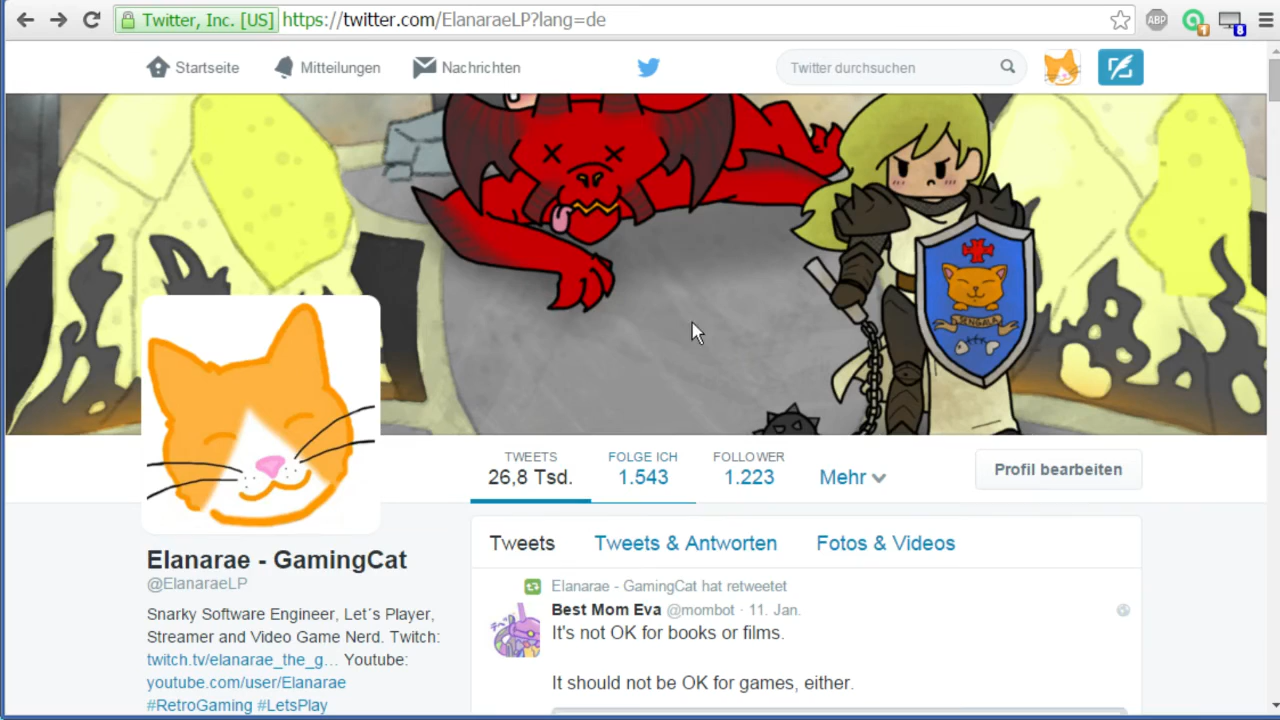 Twitter, Inc. [US] https://twitter.com/ElanaraeLP?lang=de
ABP
1
8
Startseite
Mitteilungen
Nachrichten
Twitter durchsuchen
TWEETS
26,8 Tsd.
FOLGE ICH
1.543
FOLLOWER
1.223
Mehr
Profil bearbeiten
Elanarae - GamingCat
@ElanaraeLP
Snarky Software Engineer, Let´s Player,
Streamer and Video Game Nerd. Twitch:
twitch.tv/elanarae_the_g… Youtube:
youtube.com/user/Elanarae
#RetroGaming #LetsPlay
Tweets
Tweets & Antworten
Fotos & Videos
Elanarae - GamingCat hat retweetet
Best Mom Eva @mombot · 11. Jan.
It's not OK for books or films.
It should not be OK for games, either.